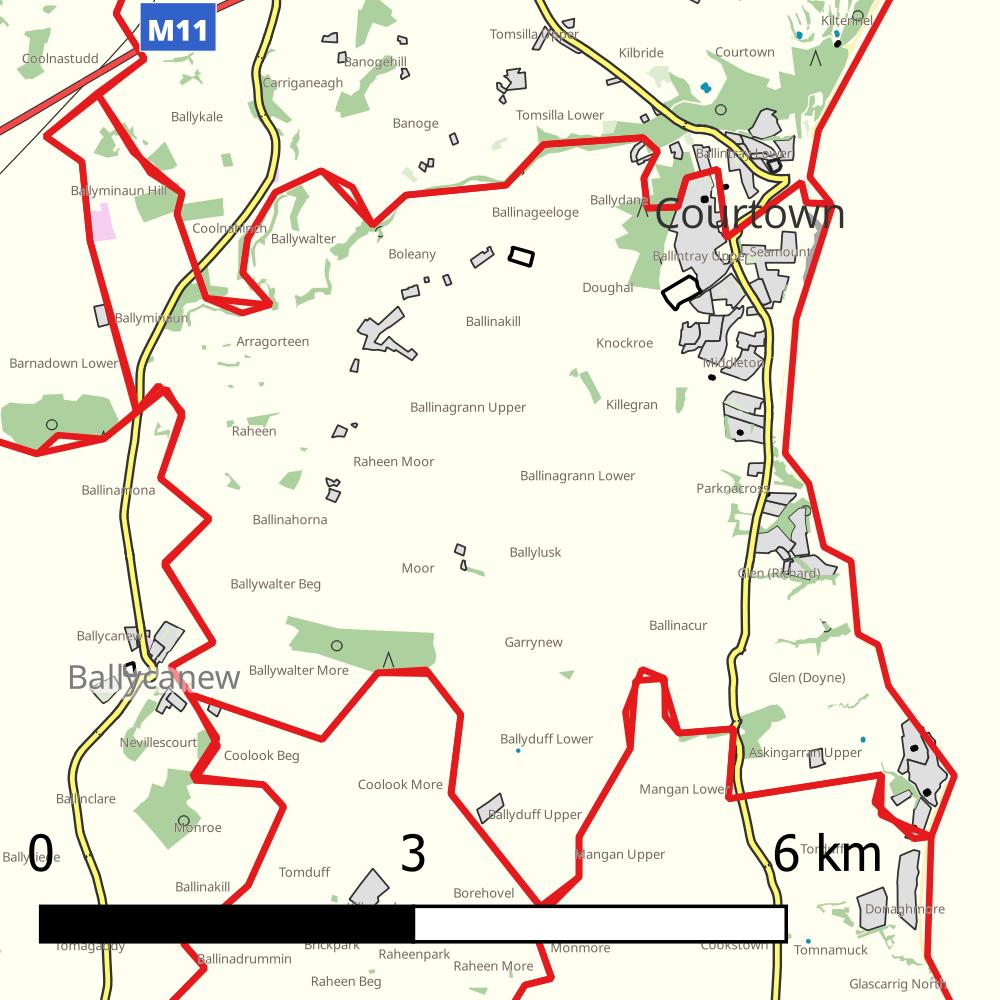 M11
Kiltennel
Tomsilla Upper
Kilbride
Courtown
Coolnastudd
Banogehill
Carriganeagh
Ballykale
Banoge
Tomsilla Lower
Ballintray Lower
Ballyminaun Hill
Ballydane
Ballinageeloge
Courtown
Coolnahinch
Ballywalter
Boleany
Ballintray Upper
Seamount
Doughal
Ballyminaun
Ballinakill
Arragorteen
Knockroe
Barnadown Lower
Middleton
Ballinagrann Upper
Killegran
Raheen
Raheen Moor
Ballinagrann Lower
Ballinamona
Parknacross
Ballinahorna
Ballylusk
Moor
Glen (Richard)
Ballywalter Beg
Ballinacur
Ballycanew
Garrynew
Ballywalter More
Ballycanew
Glen (Doyne)
Nevillescourt
Ballyduff Lower
Coolook Beg
Askingarran Upper
Coolook More
Mangan Lower
Ballinclare
Ballyduff Upper
Monroe
0
3
6 km
Mangan Upper
Tomduff
Ballinakill
Borehovel
Donaghmore
Tomagaddy
Brickpark
Raheenpark
Monmore
Cookstown
Tomnamuck
Ballinadrummin
Raheen More
Raheen Beg
Glascarrig North